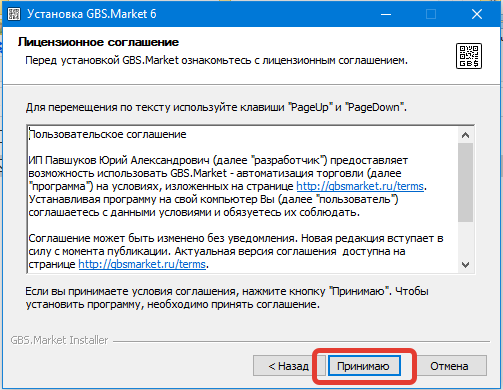 Установка GBS.Market 6
Лицензионное соглашение
Перед установкой GBS.Market ознакомьтесь с лицензионным соглашением.
GBS
Для перемещения по тексту используйте клавиши "PageUp" и "PageDown".
Пользовательское соглашение
ИП Павшуков Юрий Александрович (далее "разработчик") предоставляет
возможность использовать GBS.Market - автоматизация торговли (далее
"программа") на условиях, изложенных на странице http://gbsmarket.ru/terms.
Устанавливая программу на свой компьютер Вы (далее "пользователь")
соглашаетесь с данными условиями и обязуетесь их соблюдать.
Соглашение может быть изменено без уведомления. Новая редакция вступает в
силу с момента публикации. Актуальная версия соглашения доступна на
странице http://gbsmarket.ru/terms.
Если вы принимаете условия соглашения, нажмите кнопку "Принимаю". Чтобы
установить программу, необходимо принять соглашение.
GBS.Market Installer
< Назад
Принимаю
Отмена